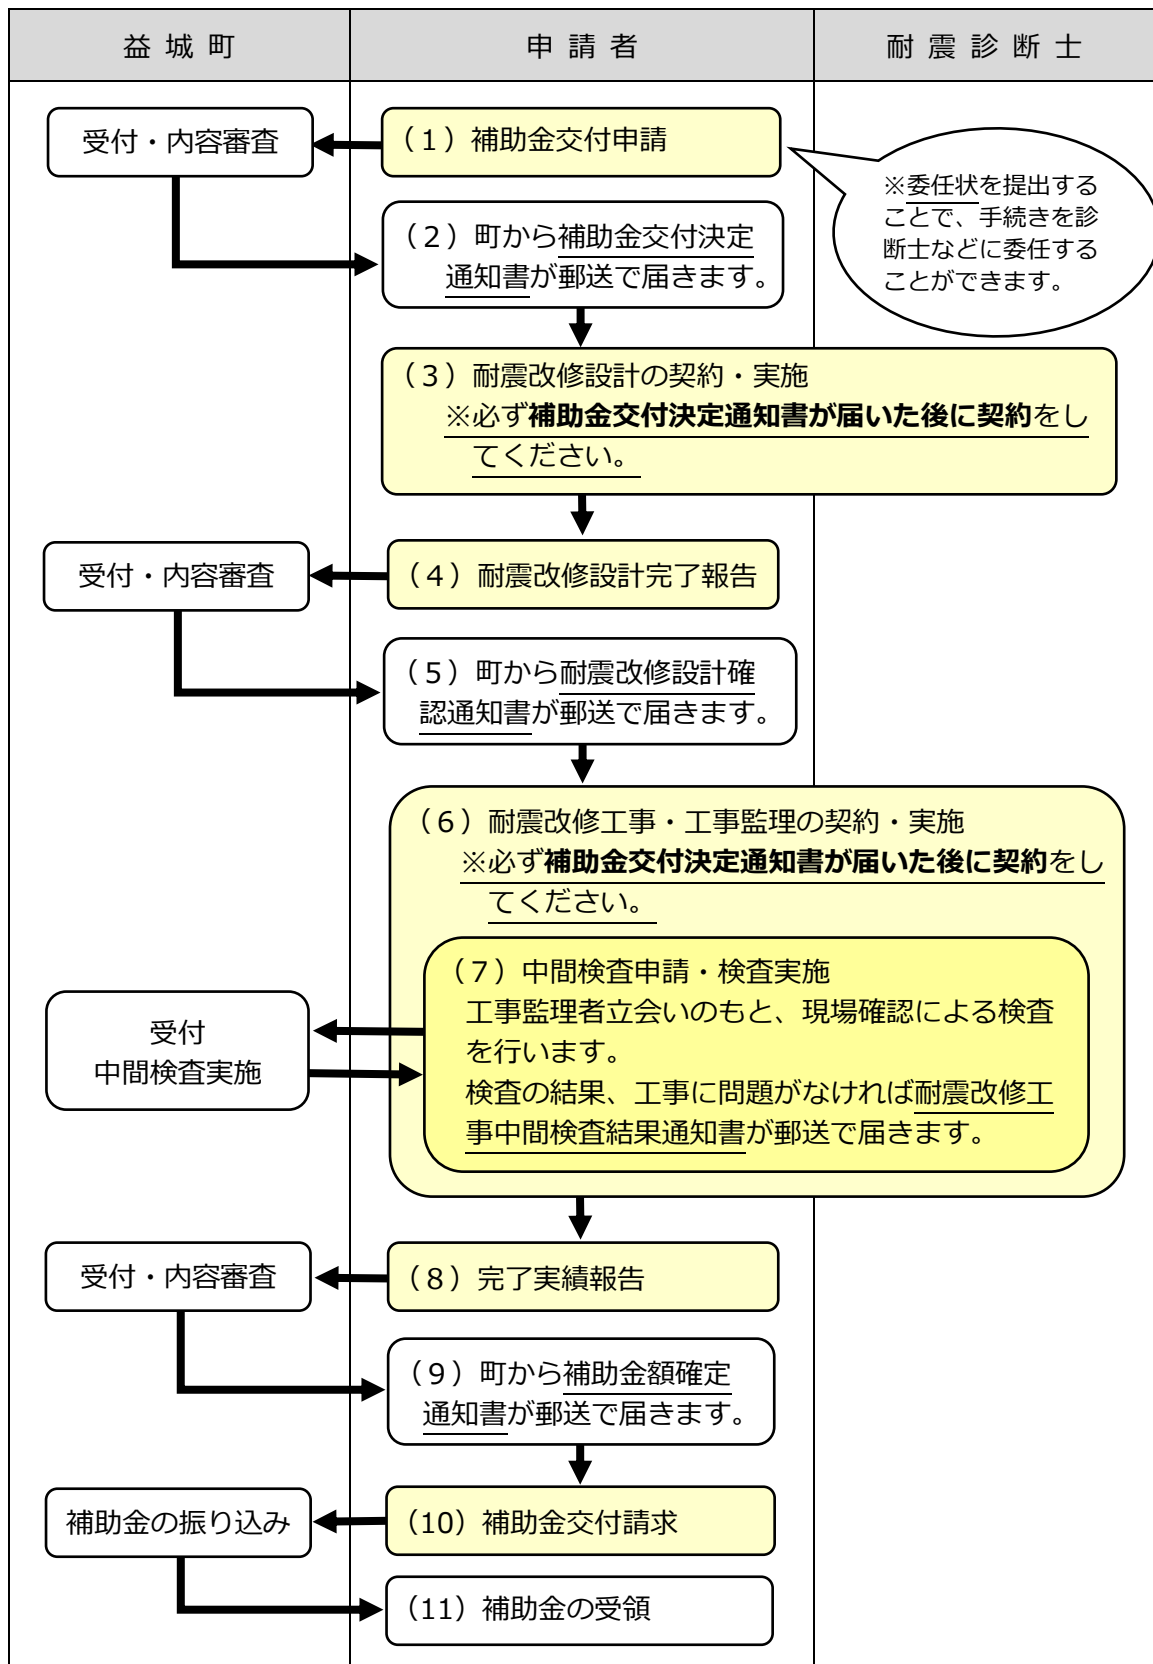 益城町
申請者
耐震診断士
受付・内容審査
（１）補助金交付申請
※委任状を提出する
ことで、手続きを診
断士などに委任する
ことができます。
（２）町から補助金交付決定
通知書が郵送で届きます。
（３）耐震改修設計の契約・実施
※必ず補助金交付決定通知書が届いた後に契約をし
てください。
受付・内容審査
（４）耐震改修設計完了報告
（５）町から耐震改修設計確
認通知書が郵送で届きます。
（６）耐震改修工事・工事監理の契約・実施
※必ず補助金交付決定通知書が届いた後に契約をし
てください。
（７）中間検査申請・検査実施
工事監理者立会いのもと、現場確認による検査
を行います。
検査の結果、工事に問題がなければ耐震改修工
事中間検査結果通知書が郵送で届きます。
受付
中間検査実施
受付・内容審査
（８）完了実績報告
（９）町から補助金額確定
通知書が郵送で届きます。
補助金の振り込み
（10）補助金交付請求
（11）補助金の受領